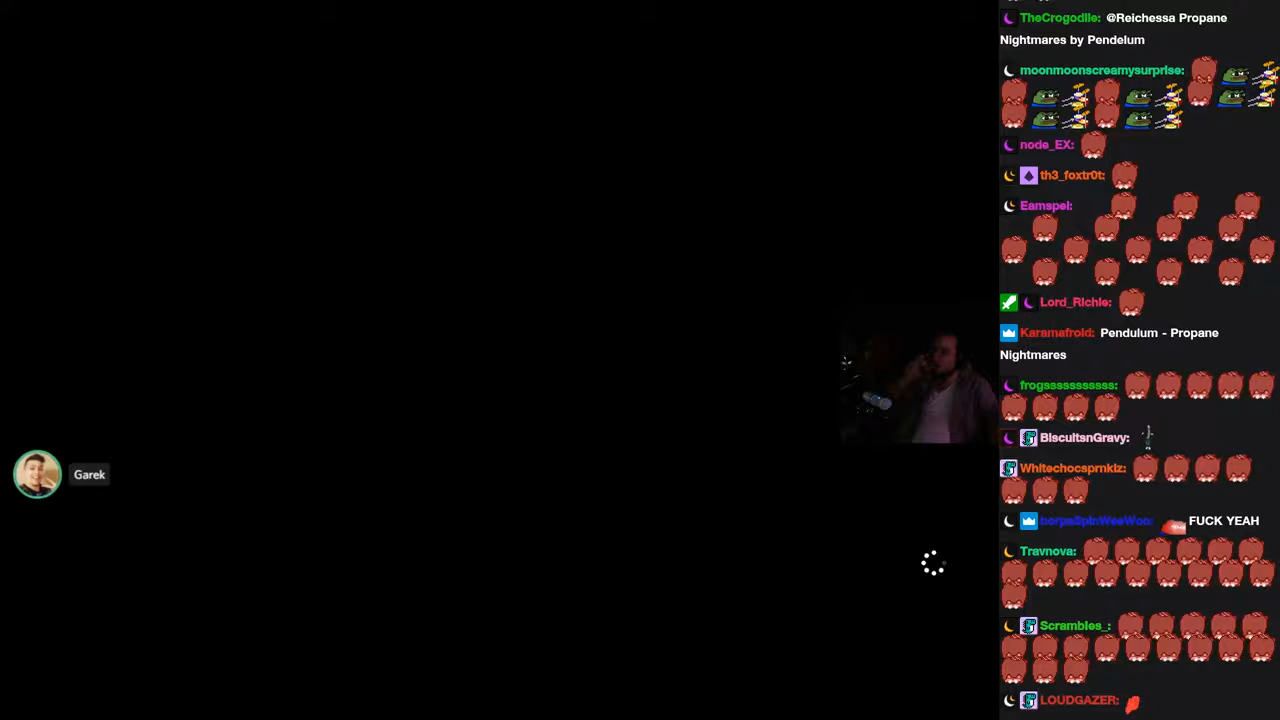 TheCrogodile: @Reichessa Propane
Nightmares by Pendelum
moonmoonscreamysurprise:
node_EX:
th3_foxtr0t:
Eamspel:
Lord_Richie:
Karamafroid: Pendulum - Propane
Nightmares
frogsssssssssss:
BiscuitsnGravy:
Garek
Whitechocsprnklz:
borpaSpinWeeWoo: FUCK YEAH
Travnova:
Scrambles_:
LOUDGAZER: